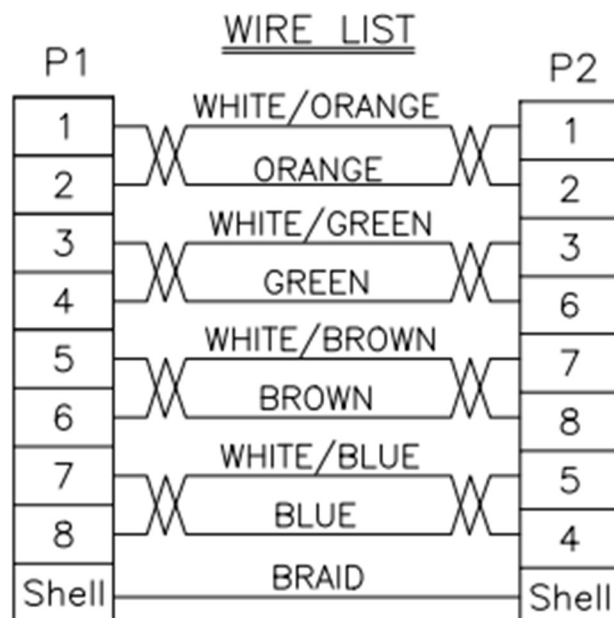 WIRE LIST
P1 P2
1 WHITE/ORANGE 1
2 ORANGE 2
3 WHITE/GREEN 3
4 GREEN 6
5 WHITE/BROWN 7
6 BROWN 8
7 WHITE/BLUE 5
8 BLUE 4
Shell BRAID Shell